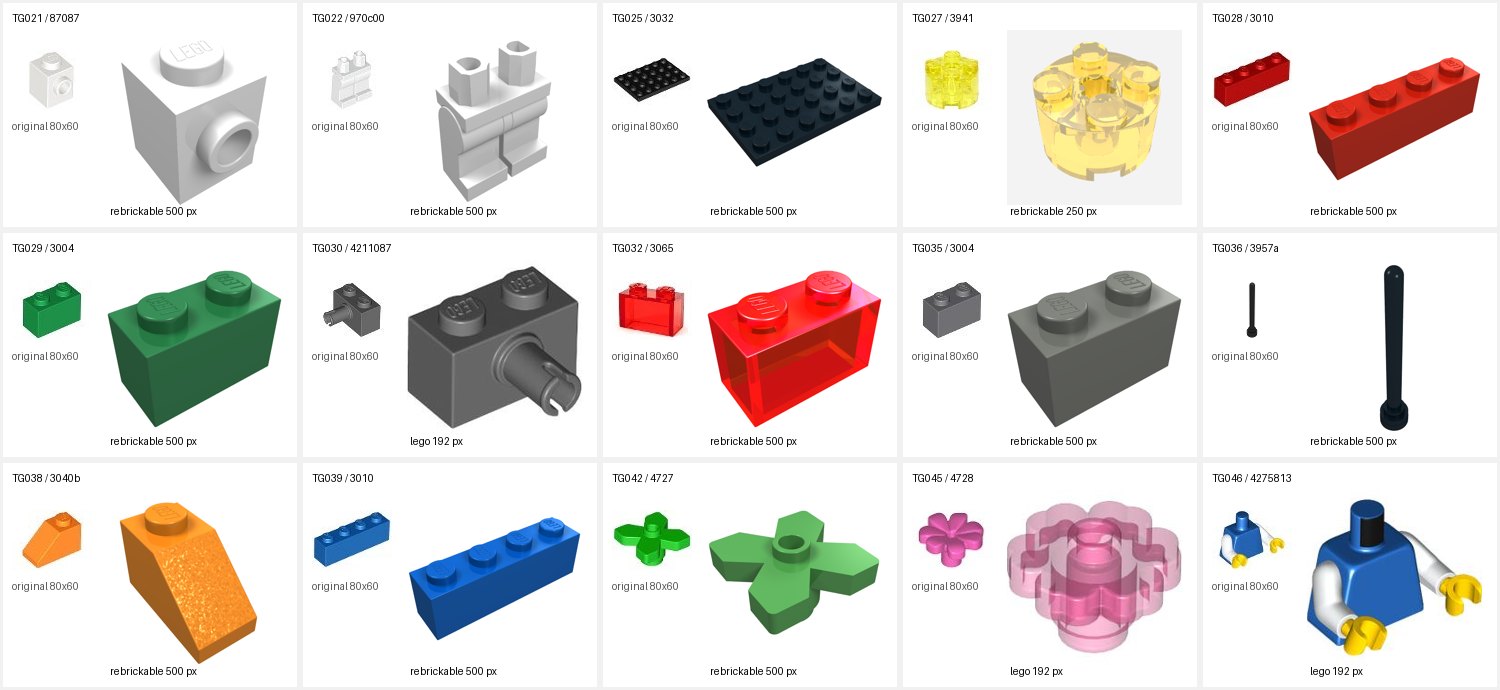 TG021 / 87087
original 80x60
LEGO
rebrickable 500 px
TG022 / 970c00
original 80x60
rebrickable 500 px
TG025 / 3032
original 80x60
rebrickable 500 px
TG027 / 3941
original 80x60
rebrickable 250 px
TG028 / 3010
original 80x60
rebrickable 500 px
TG029 / 3004
original 80x60
rebrickable 500 px
TG030 / 4211087
original 80x60
lego 192 px
TG032 / 3065
original 80x60
rebrickable 500 px
TG035 / 3004
original 80x60
rebrickable 500 px
TG036 / 3957a
original 80x60
rebrickable 500 px
TG038 / 3040b
original 80x60
rebrickable 500 px
TG039 / 3010
original 80x60
rebrickable 500 px
TG042 / 4727
original 80x60
rebrickable 500 px
TG045 / 4728
original 80x60
lego 192 px
TG046 / 4275813
original 80x60
lego 192 px